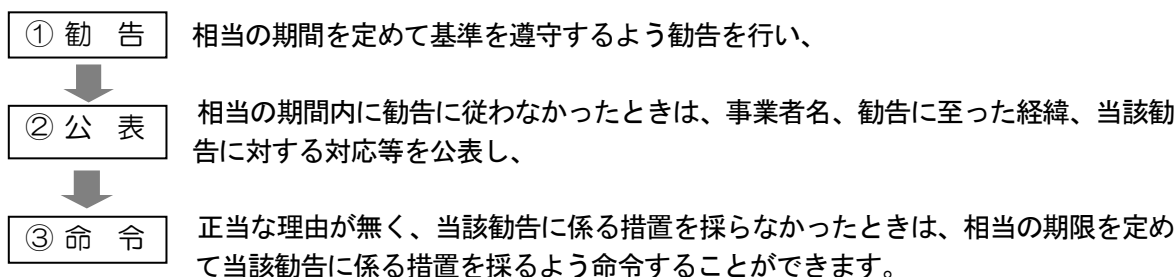 ① 勧　告　相当の期間を定めて基準を遵守するよう勧告を行い、
② 公　表　相当の期間内に勧告に従わなかったときは、事業者名、勧告に至った経緯、当該勧
告に対する対応等を公表し、
③ 命　令　正当な理由が無く、当該勧告に係る措置を採らなかったときは、相当の期限を定め
て当該勧告に係る措置を採るよう命令することができます。